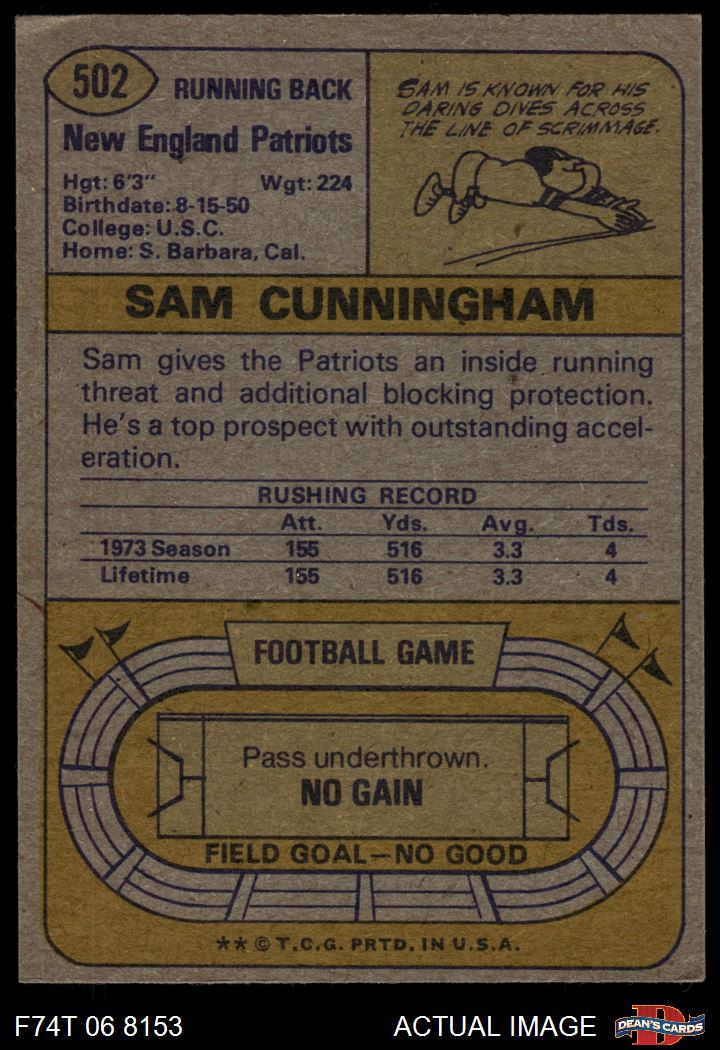 502
RUNNING BACK
New England Patriots
Hgt: 6'3" Wgt: 224
Birthdate: 8-15-50
College: U.S.C.
Home: S. Barbara, Cal.
SAM IS KNOWN FOR HIS
DARING DIVES ACROSS
THE LINE OF SCRIMMAGE.
SAM CUNNINGHAM
Sam gives the Patriots an inside running
threat and additional blocking protection.
He's a top prospect with outstanding accel-
eration.
RUSHING RECORD
Att. Yds. Avg. Tds.
1973 Season 155 516 3.3 4
Lifetime 155 516 3.3 4
FOOTBALL GAME
Pass underthrown.
NO GAIN
FIELD GOAL—NO GOOD
** © T.C.G. PRTD. IN U.S.A.
F74T 06 8153 ACTUAL IMAGE
D
DEAN'S CARDS